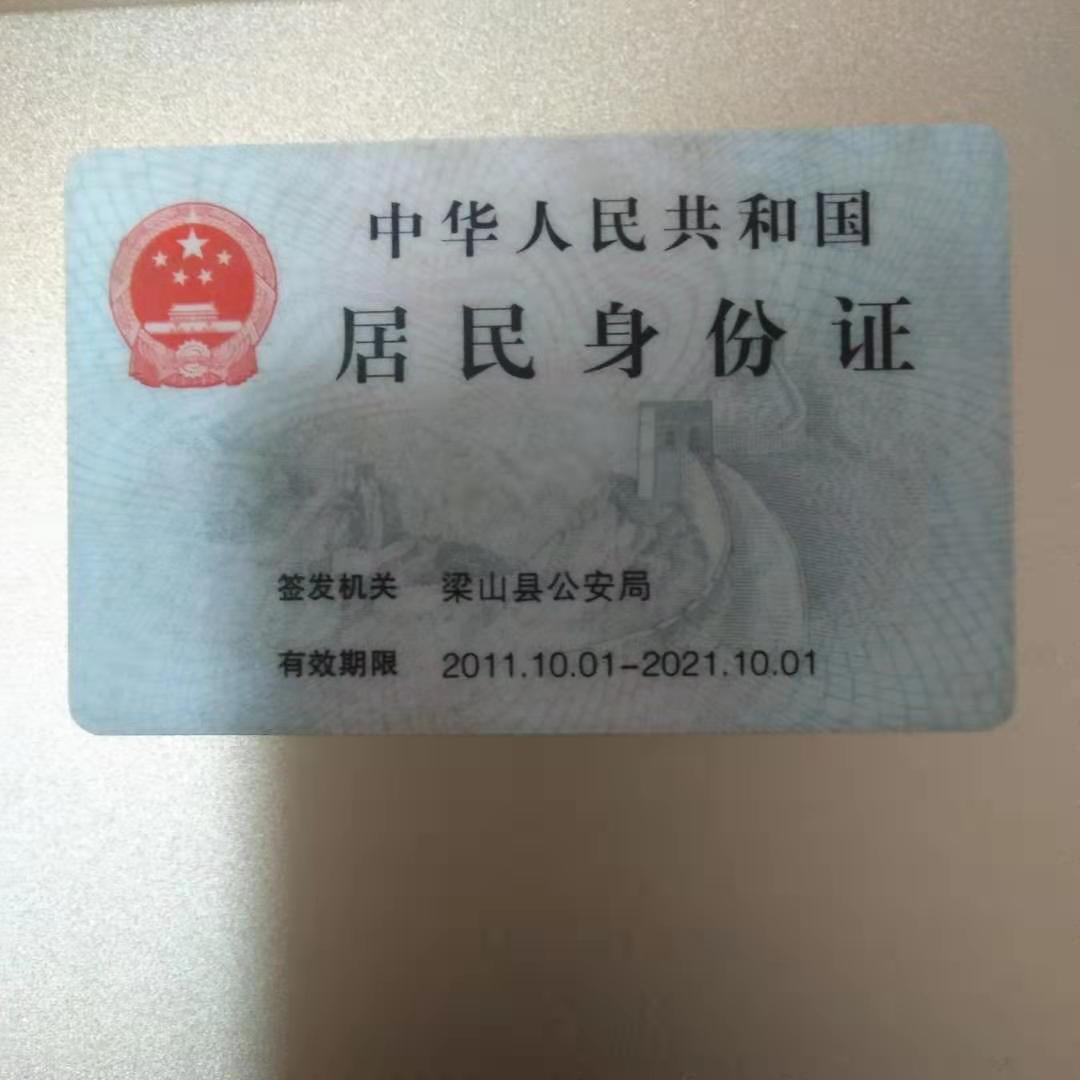 中华人民共和国
居民身份证
签发机关 梁山县公安局
有效期限 2011.10.01-2021.10.01